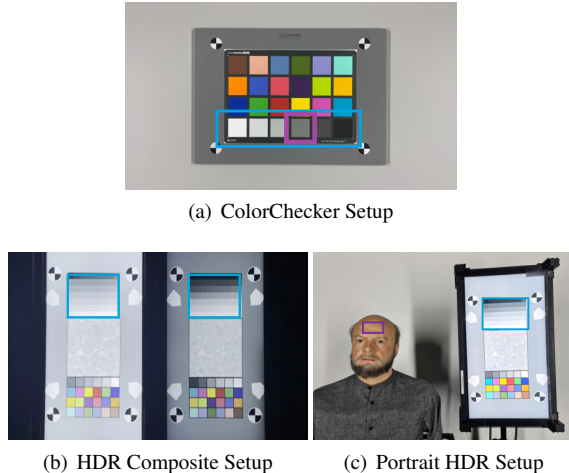 (a) ColorChecker Setup
(b) HDR Composite Setup
(c) Portrait HDR Setup